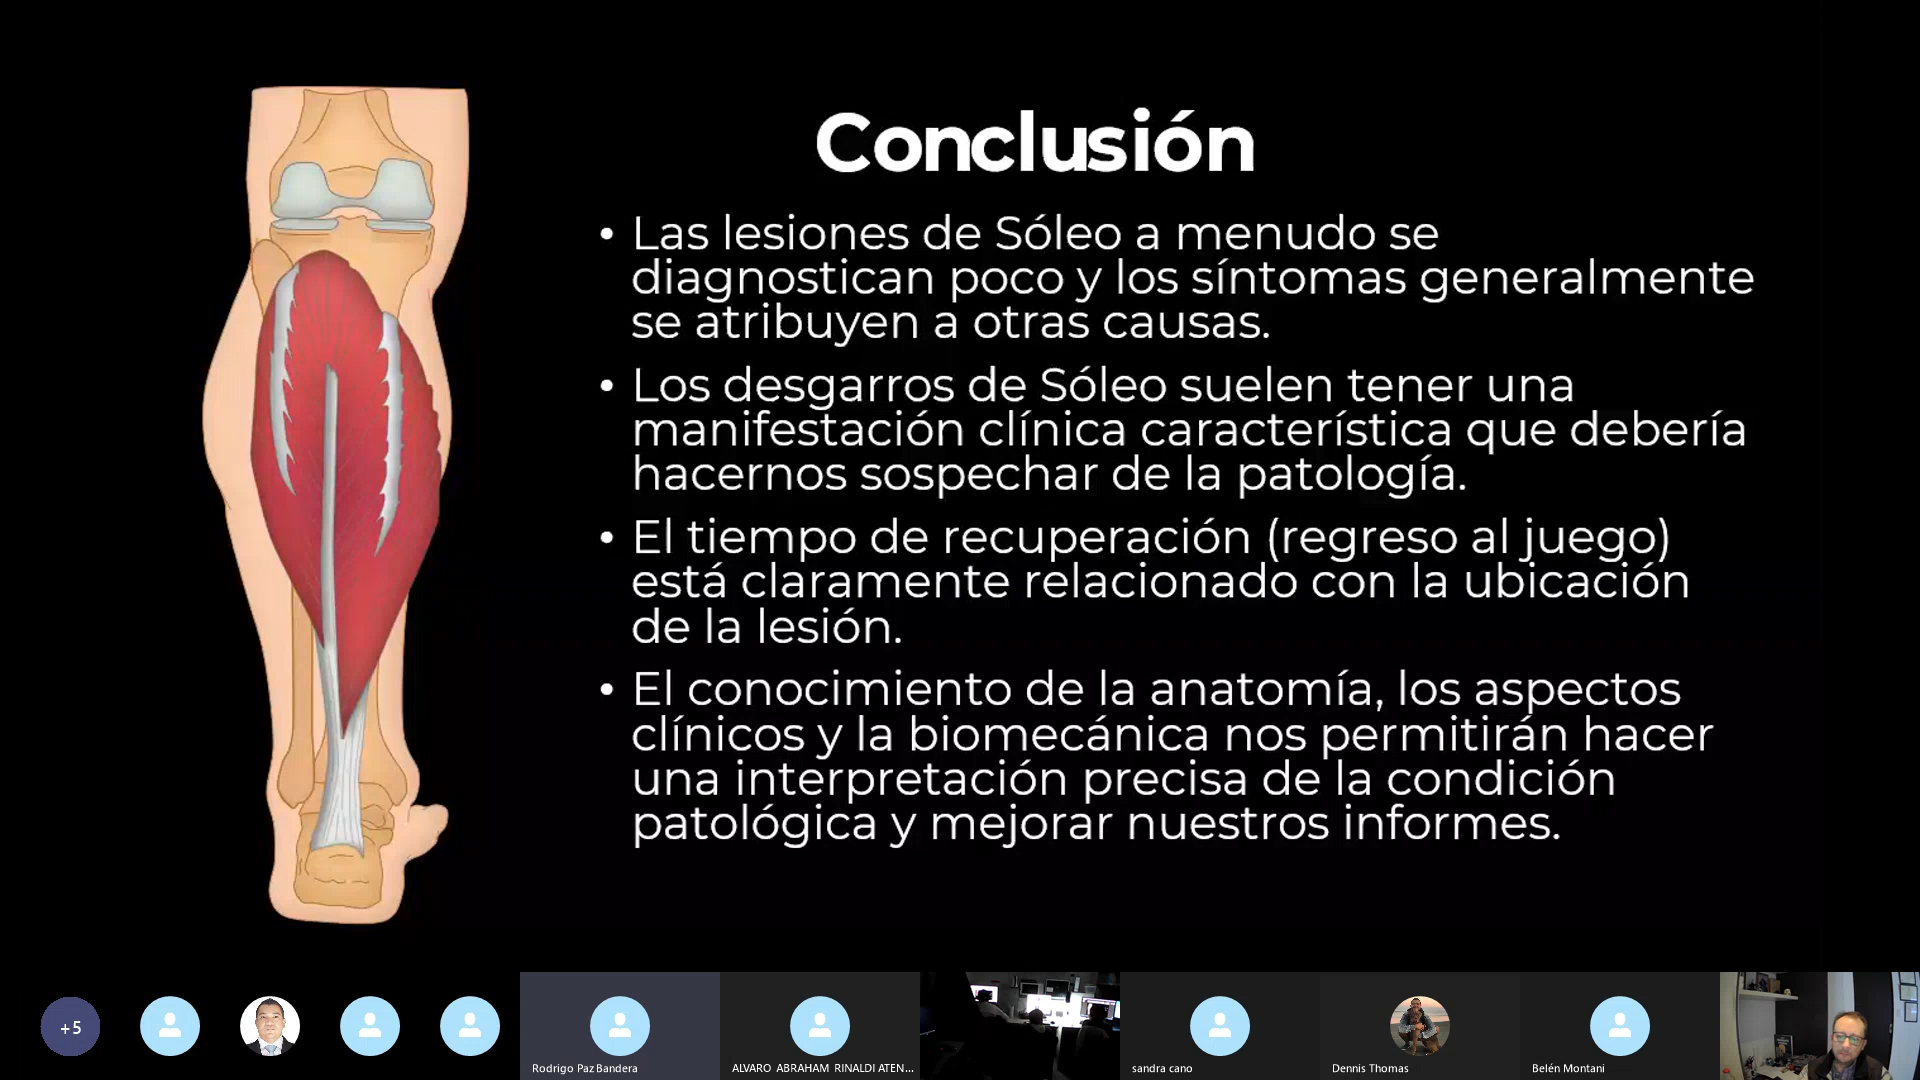 Conclusión
• Las lesiones de Sóleo a menudo se
diagnostican poco y los síntomas generalmente
se atribuyen a otras causas.
• Los desgarros de Sóleo suelen tener una
manifestación clínica característica que debería
hacernos sospechar de la patología.
• El tiempo de recuperación (regreso al juego)
está claramente relacionado con la ubicación
de la lesión.
• El conocimiento de la anatomía, los aspectos
clínicos y la biomecánica nos permitirán hacer
una interpretación precisa de la condición
patológica y mejorar nuestros informes.
+5
Rodrigo Paz Bandera
ALVARO ABRAHAM RINALDI ATEN...
sandra cano
Dennis Thomas
Belén Montani